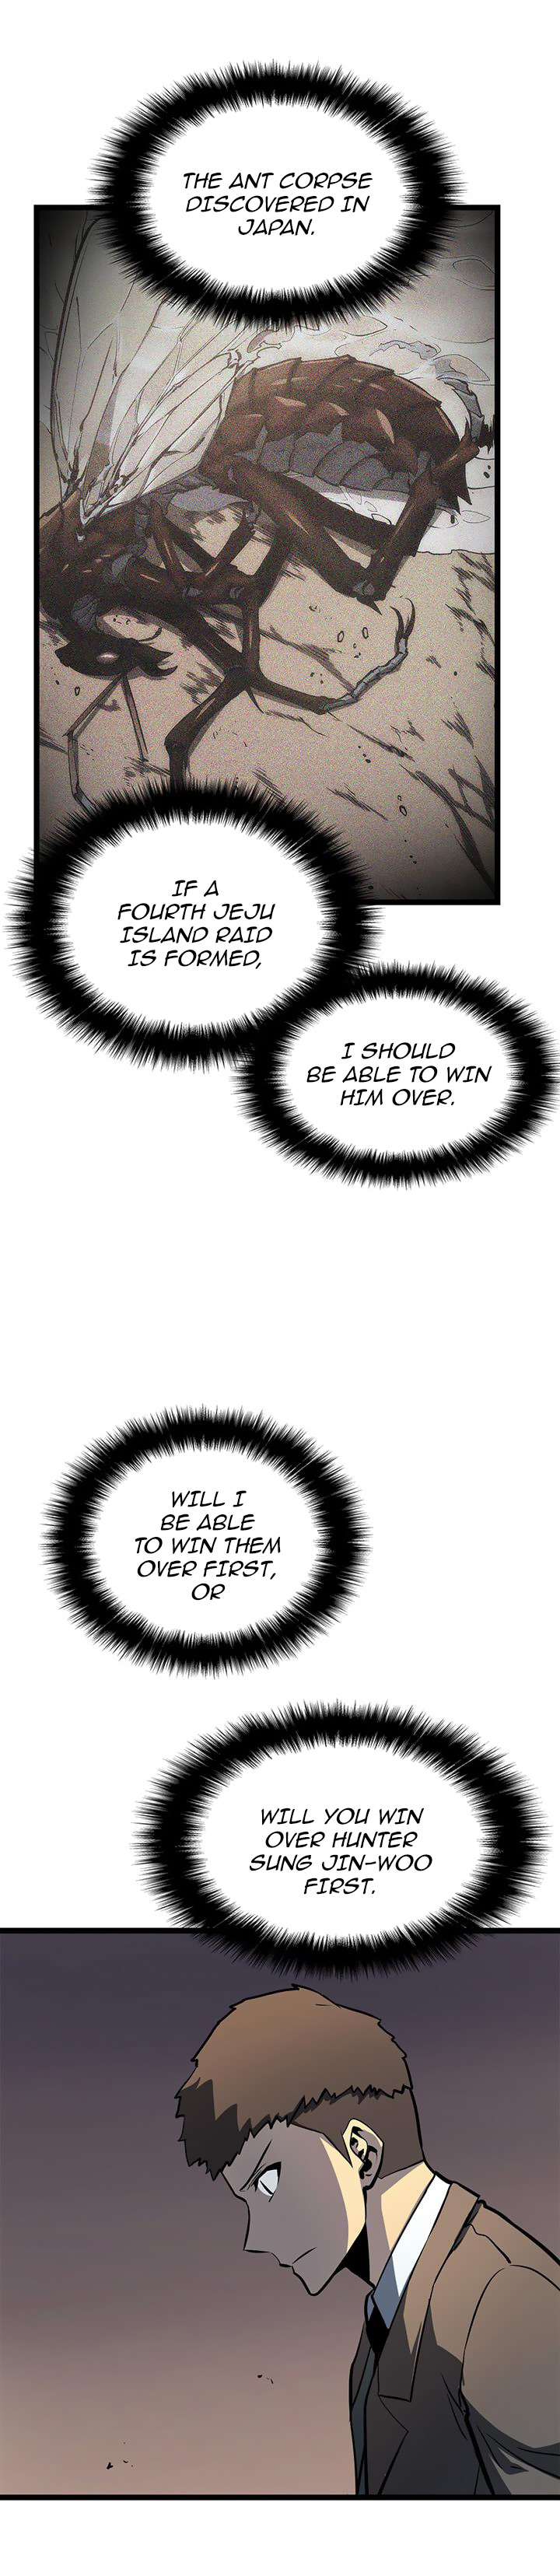 THE ANT CORPSE
DISCOVERED IN
JAPAN.
IF A
FOURTH JEJU
ISLAND RAID
IS FORMED,
I SHOULD
BE ABLE TO WIN
HIM OVER.
WILL I
BE ABLE
TO WIN THEM
OVER FIRST,
OR
WILL YOU WIN
OVER HUNTER
SUNG JIN-WOO
FIRST.